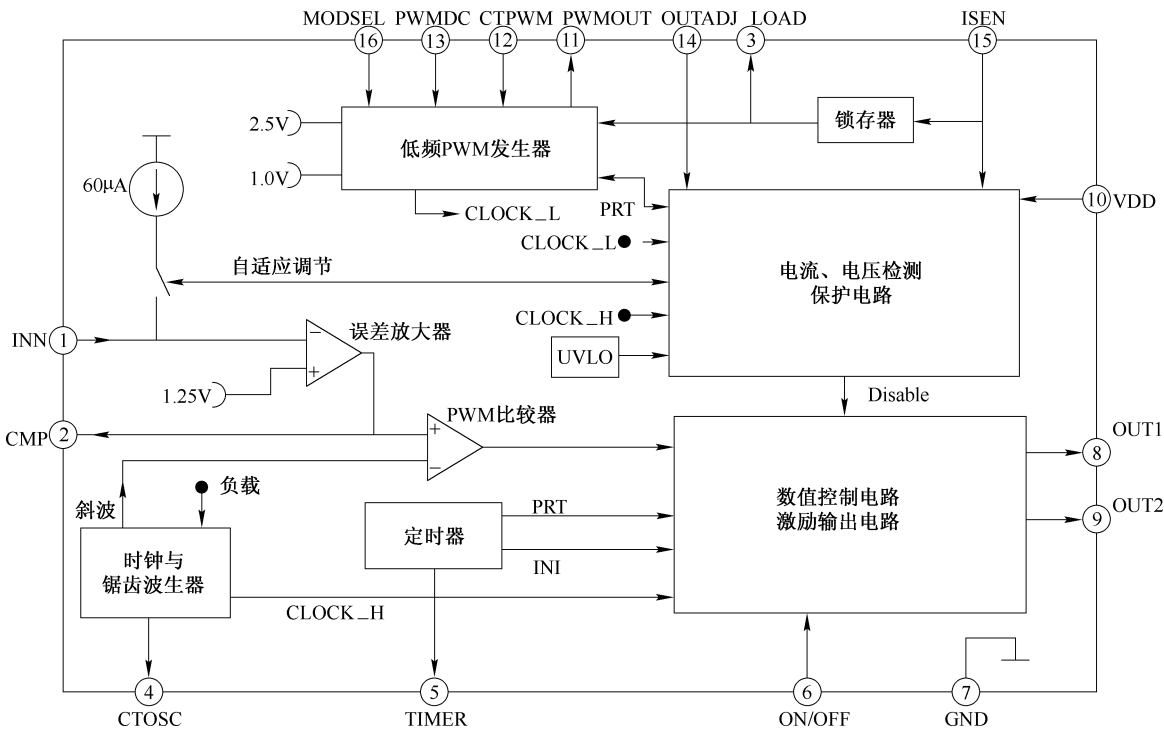 MODSEL PWMDC CTPWM PWMOUT OUTADJ LOAD ISEN
16 13 12 11 14 3 15
2.5V
低频PWM发生器
锁存器
1.0V
60μA
PRT
10 VDD
CLOCK_L
CLOCK_L
自适应调节
电流、电压检测
保护电路
CLOCK_H
INN 1
误差放大器
UVLO
1.25V
Disable
CMP 2
PWM比较器
OUT1
8
负载
斜波
数值控制电路
激励输出电路
PRT
OUT2
9
定时器
时钟与
锯齿波生器
INI
CLOCK_H
4 5 6 7
CTOSC TIMER ON/OFF GND